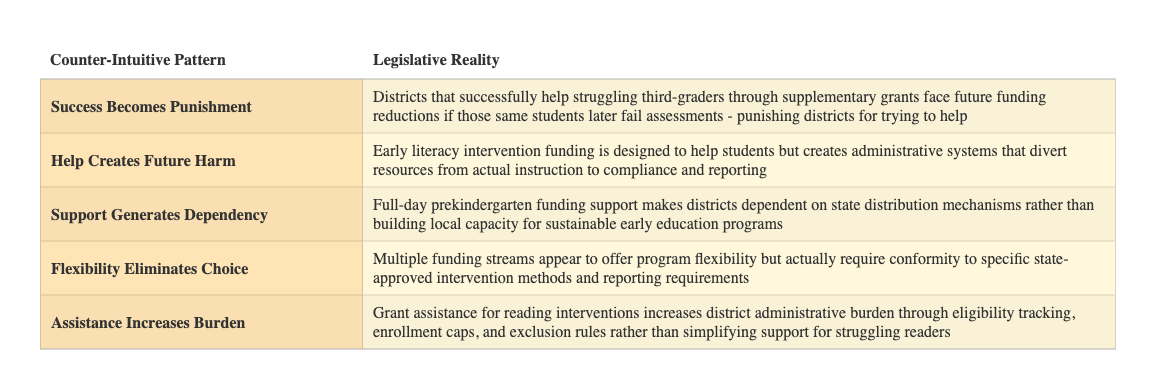 Counter-Intuitive Pattern
Legislative Reality
Success Becomes Punishment
Districts that successfully help struggling third-graders through supplementary grants face future funding
reductions if those same students later fail assessments - punishing districts for trying to help
Help Creates Future Harm
Early literacy intervention funding is designed to help students but creates administrative systems that divert
resources from actual instruction to compliance and reporting
Support Generates Dependency
Full-day prekindergarten funding support makes districts dependent on state distribution mechanisms rather than
building local capacity for sustainable early education programs
Flexibility Eliminates Choice
Multiple funding streams appear to offer program flexibility but actually require conformity to specific state-
approved intervention methods and reporting requirements
Assistance Increases Burden
Grant assistance for reading interventions increases district administrative burden through eligibility tracking,
enrollment caps, and exclusion rules rather than simplifying support for struggling readers